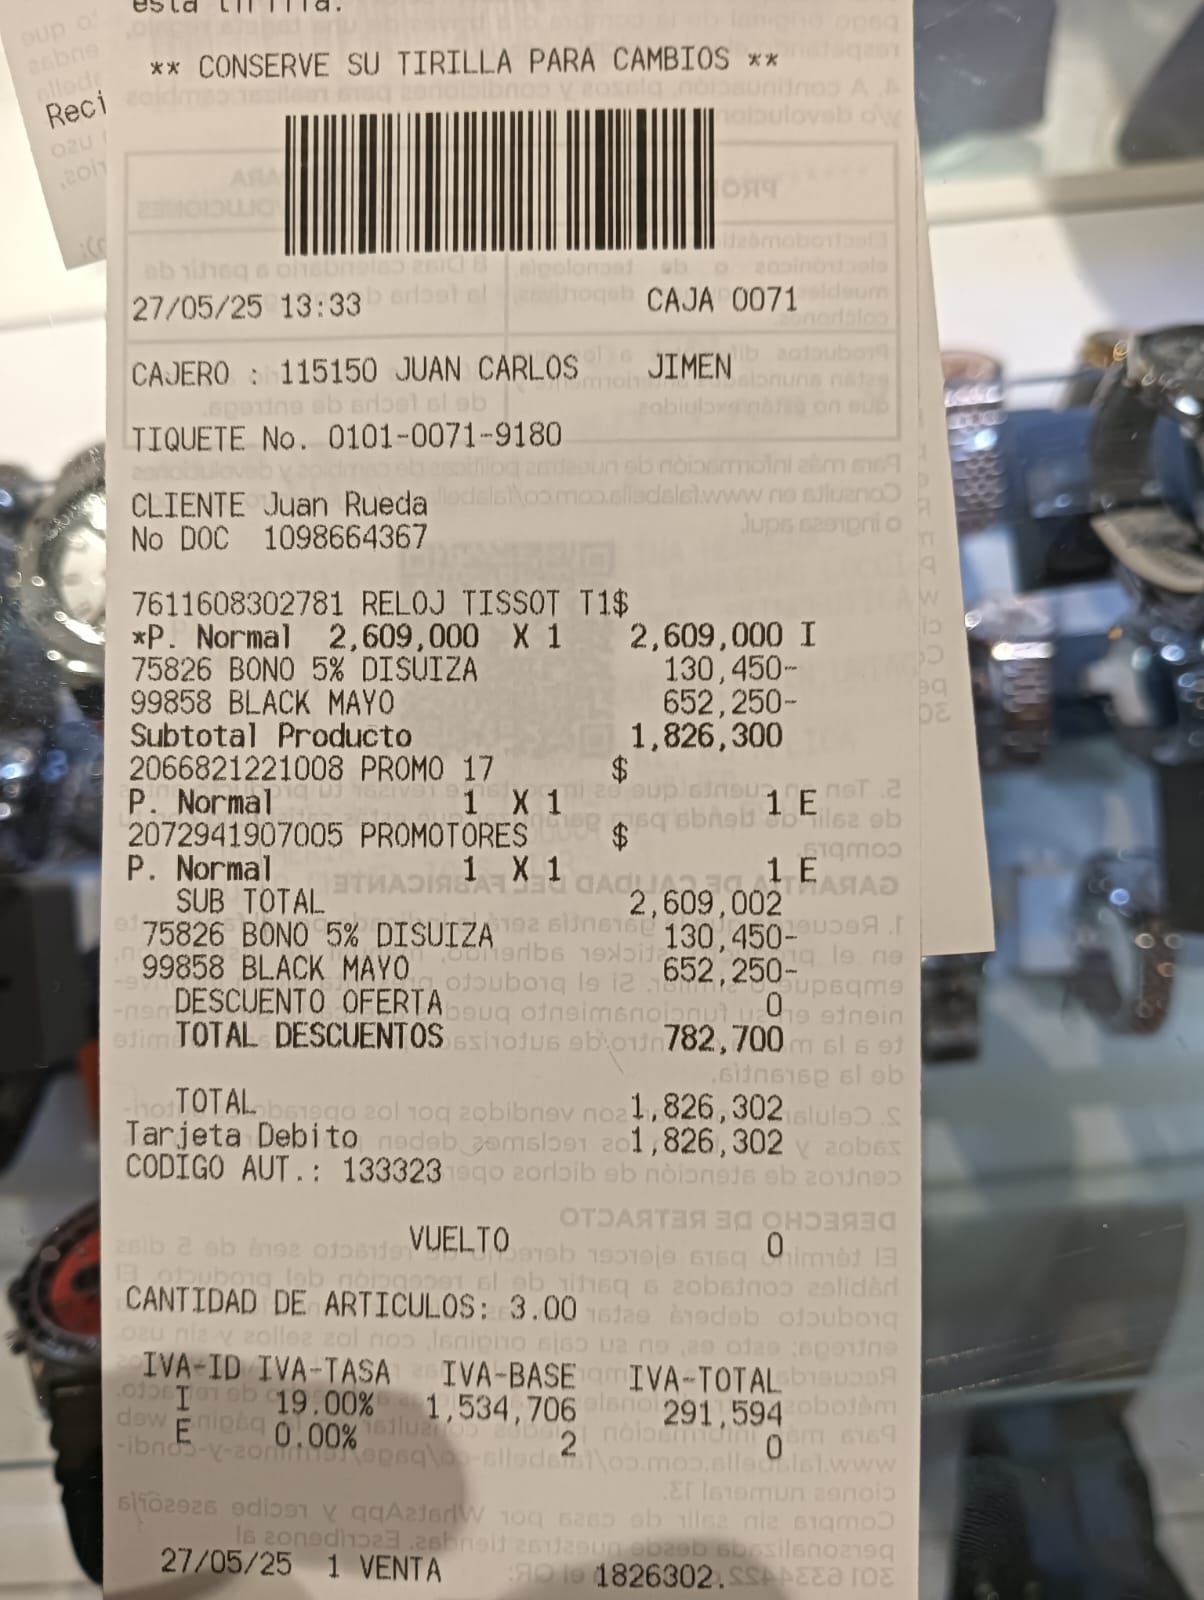 esta tirilla.
** CONSERVE SU TIRILLA PARA CAMBIOS **
Reci
27/05/25 13:33 CAJA 0071
CAJERO : 115150 JUAN CARLOS JIMEN
TIQUETE No. 0101-0071-9180
CLIENTE Juan Rueda
No DOC 1098664367
7611608302781 RELOJ TISSOT T1$
*P. Normal 2,609,000 X 1 2,609,000 I
75826 BONO 5% DISUIZA 130,450-
99858 BLACK MAYO 652,250-
Subtotal Producto 1,826,300
2066821221008 PROMO 17 $
P. Normal 1 X 1 1 E
2072941907005 PROMOTORES $
P. Normal 1 X 1 1 E
SUB TOTAL 2,609,002
75826 BONO 5% DISUIZA 130,450-
99858 BLACK MAYO 652,250-
DESCUENTO OFERTA 0
TOTAL DESCUENTOS 782,700
TOTAL 1,826,302
Tarjeta Debito 1,826,302
CODIGO AUT.: 133323
VUELTO 0
CANTIDAD DE ARTICULOS: 3.00
IVA-ID IVA-TASA IVA-BASE IVA-TOTAL
I 19.00% 1,534,706 291,594
E 0.00% 2 0
27/05/25 1 VENTA 1826302.